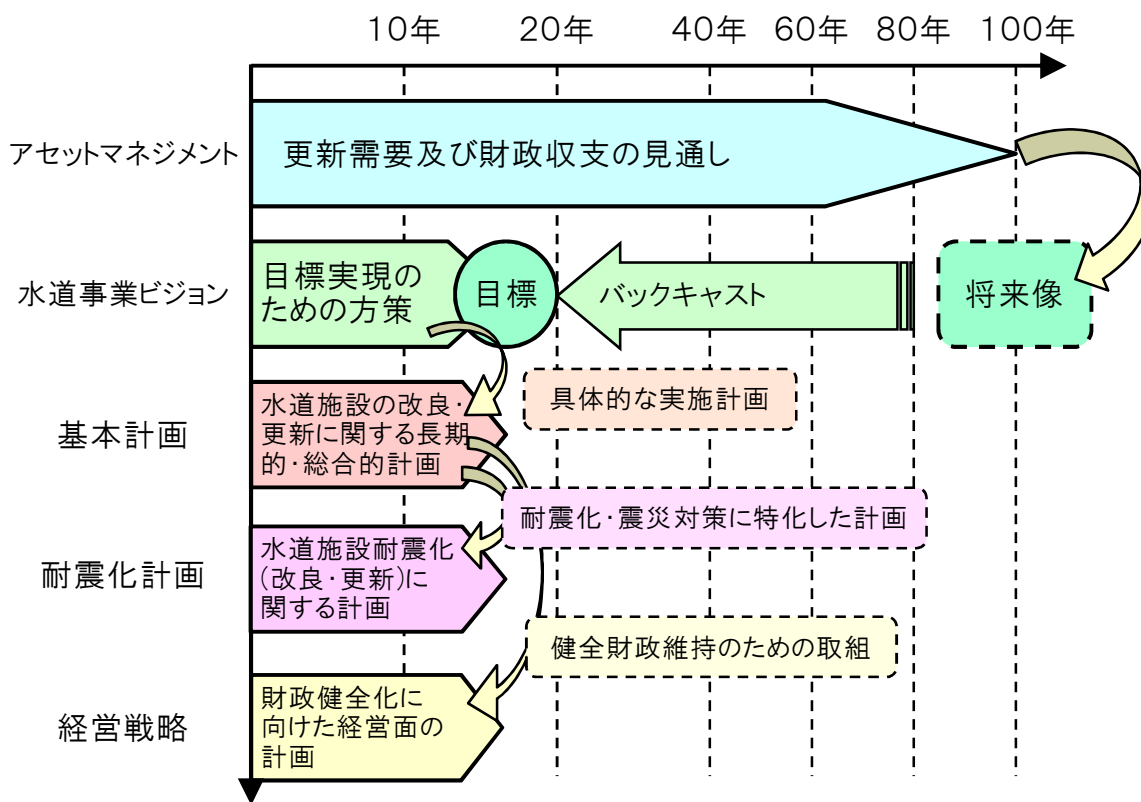 10年 20年 40年 60年 80年 100年
アセットマネジメント
更新需要及び財政収支の見通し
水道事業ビジョン
目標実現の
ための方策
目標
バックキャスト
将来像
基本計画
水道施設の改良・
更新に関する長期
的・総合的計画
具体的な実施計画
耐震化・震災対策に特化した計画
耐震化計画
水道施設耐震化
(改良・更新)に
関する計画
健全財政維持のための取組
経営戦略
財政健全化に
向けた経営面の
計画